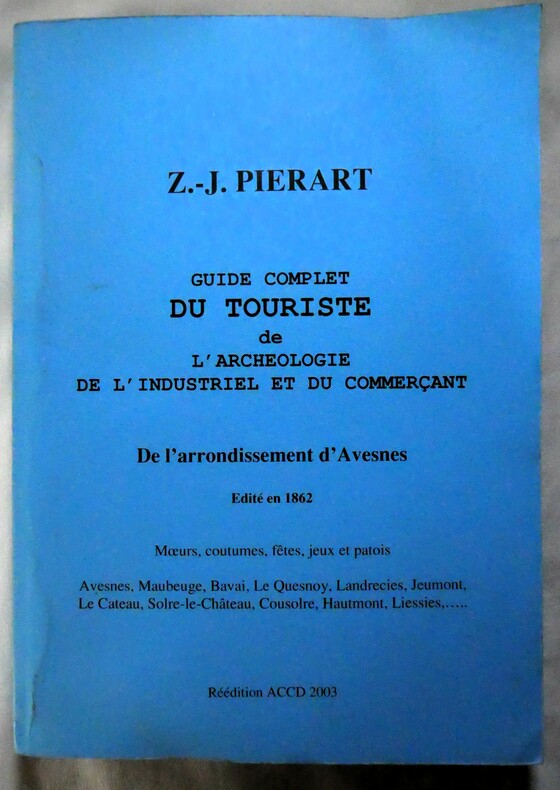 Z.-J. PIERART
GUIDE COMPLET
DU TOURISTE
de
L'ARCHEOLOGIE
DE L'INDUSTRIEL ET DU COMMERÇANT
De l'arrondissement d'Avesnes
Edité en 1862
Mœurs, coutumes, fêtes, jeux et patois
Avesnes, Maubeuge, Bavai, Le Quesnoy, Landrecies, Jeumont,
Le Cateau, Solre-le-Château, Cousolre, Hautmont, Liessies,.....
Réédition ACCD 2003